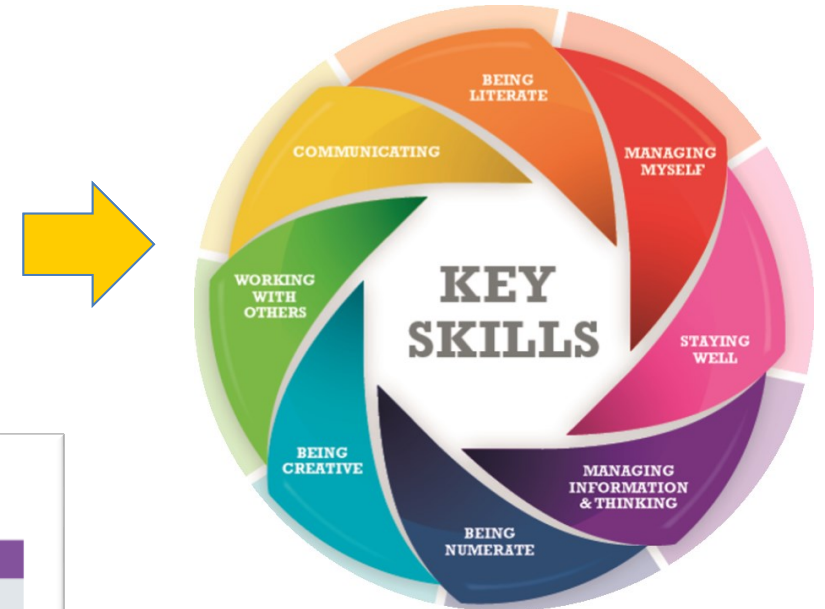 BEING
LITERATE
MANAGING
MYSELF
STAYING
WELL
MANAGING
INFORMATION
& THINKING
BEING
NUMERATE
BEING
CREATIVE
WORKING
WITH
OTHERS
COMMUNICATING
KEY
SKILLS